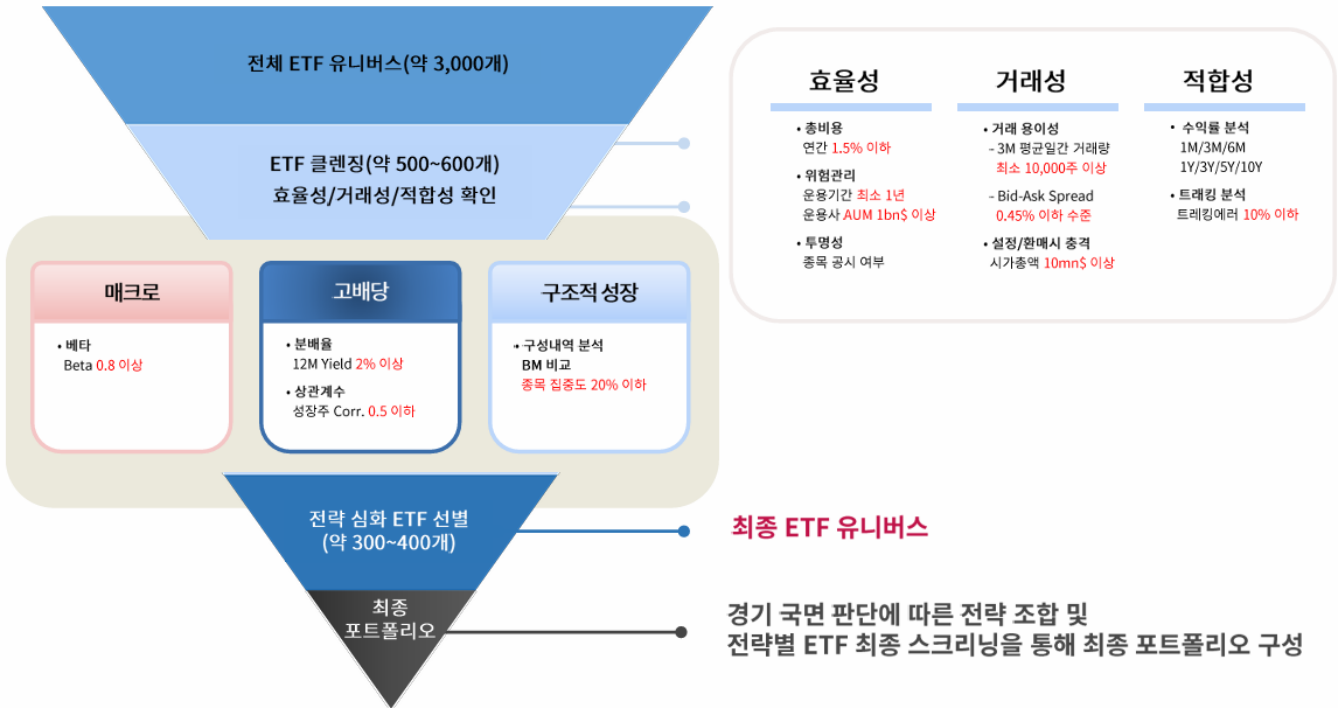 전체 ETF 유니버스(약 3,000개)
ETF 클렌징(약 500~600개)
효율성/거래성/적합성 확인
효율성
• 총비용
연간 1.5% 이하
• 위험관리
운용기간 최소 1년
운용사 AUM 1bn$ 이상
• 투명성
종목 공시 여부
거래성
• 거래 용이성
- 3M 평균일간 거래량
최소 10,000주 이상
- Bid-Ask Spread
0.45% 이하 수준
• 설정/환매시 충격
시가총액 10mn$ 이상
적합성
• 수익률 분석
1M/3M/6M
1Y/3Y/5Y/10Y
• 트래킹 분석
트레킹에러 10% 이하
매크로
• 베타
Beta 0.8 이상
고배당
• 분배율
12M Yield 2% 이상
• 상관계수
성장주 Corr. 0.5 이하
구조적 성장
• 구성내역 분석
BM 비교
종목 집중도 20% 이하
전략 심화 ETF 선별
(약 300~400개)
최종 ETF 유니버스
최종
포트폴리오
경기 국면 판단에 따른 전략 조합 및
전략별 ETF 최종 스크리닝을 통해 최종 포트폴리오 구성